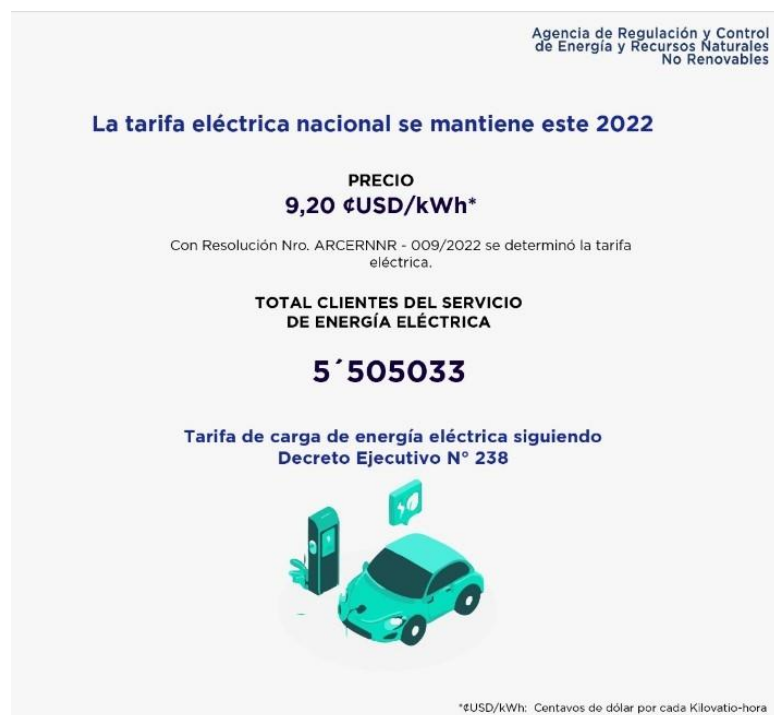 Agencia de Regulación y Control
de Energía y Recursos Naturales
No Renovables
La tarifa eléctrica nacional se mantiene este 2022
PRECIO
9,20 ¢USD/kWh*
Con Resolución Nro. ARCERNNR - 009/2022 se determinó la tarifa
eléctrica.
TOTAL CLIENTES DEL SERVICIO
DE ENERGÍA ELÉCTRICA
5´505033
Tarifa de carga de energía eléctrica siguiendo
Decreto Ejecutivo N° 238
*¢USD/kWh: Centavos de dólar por cada Kilovatio-hora